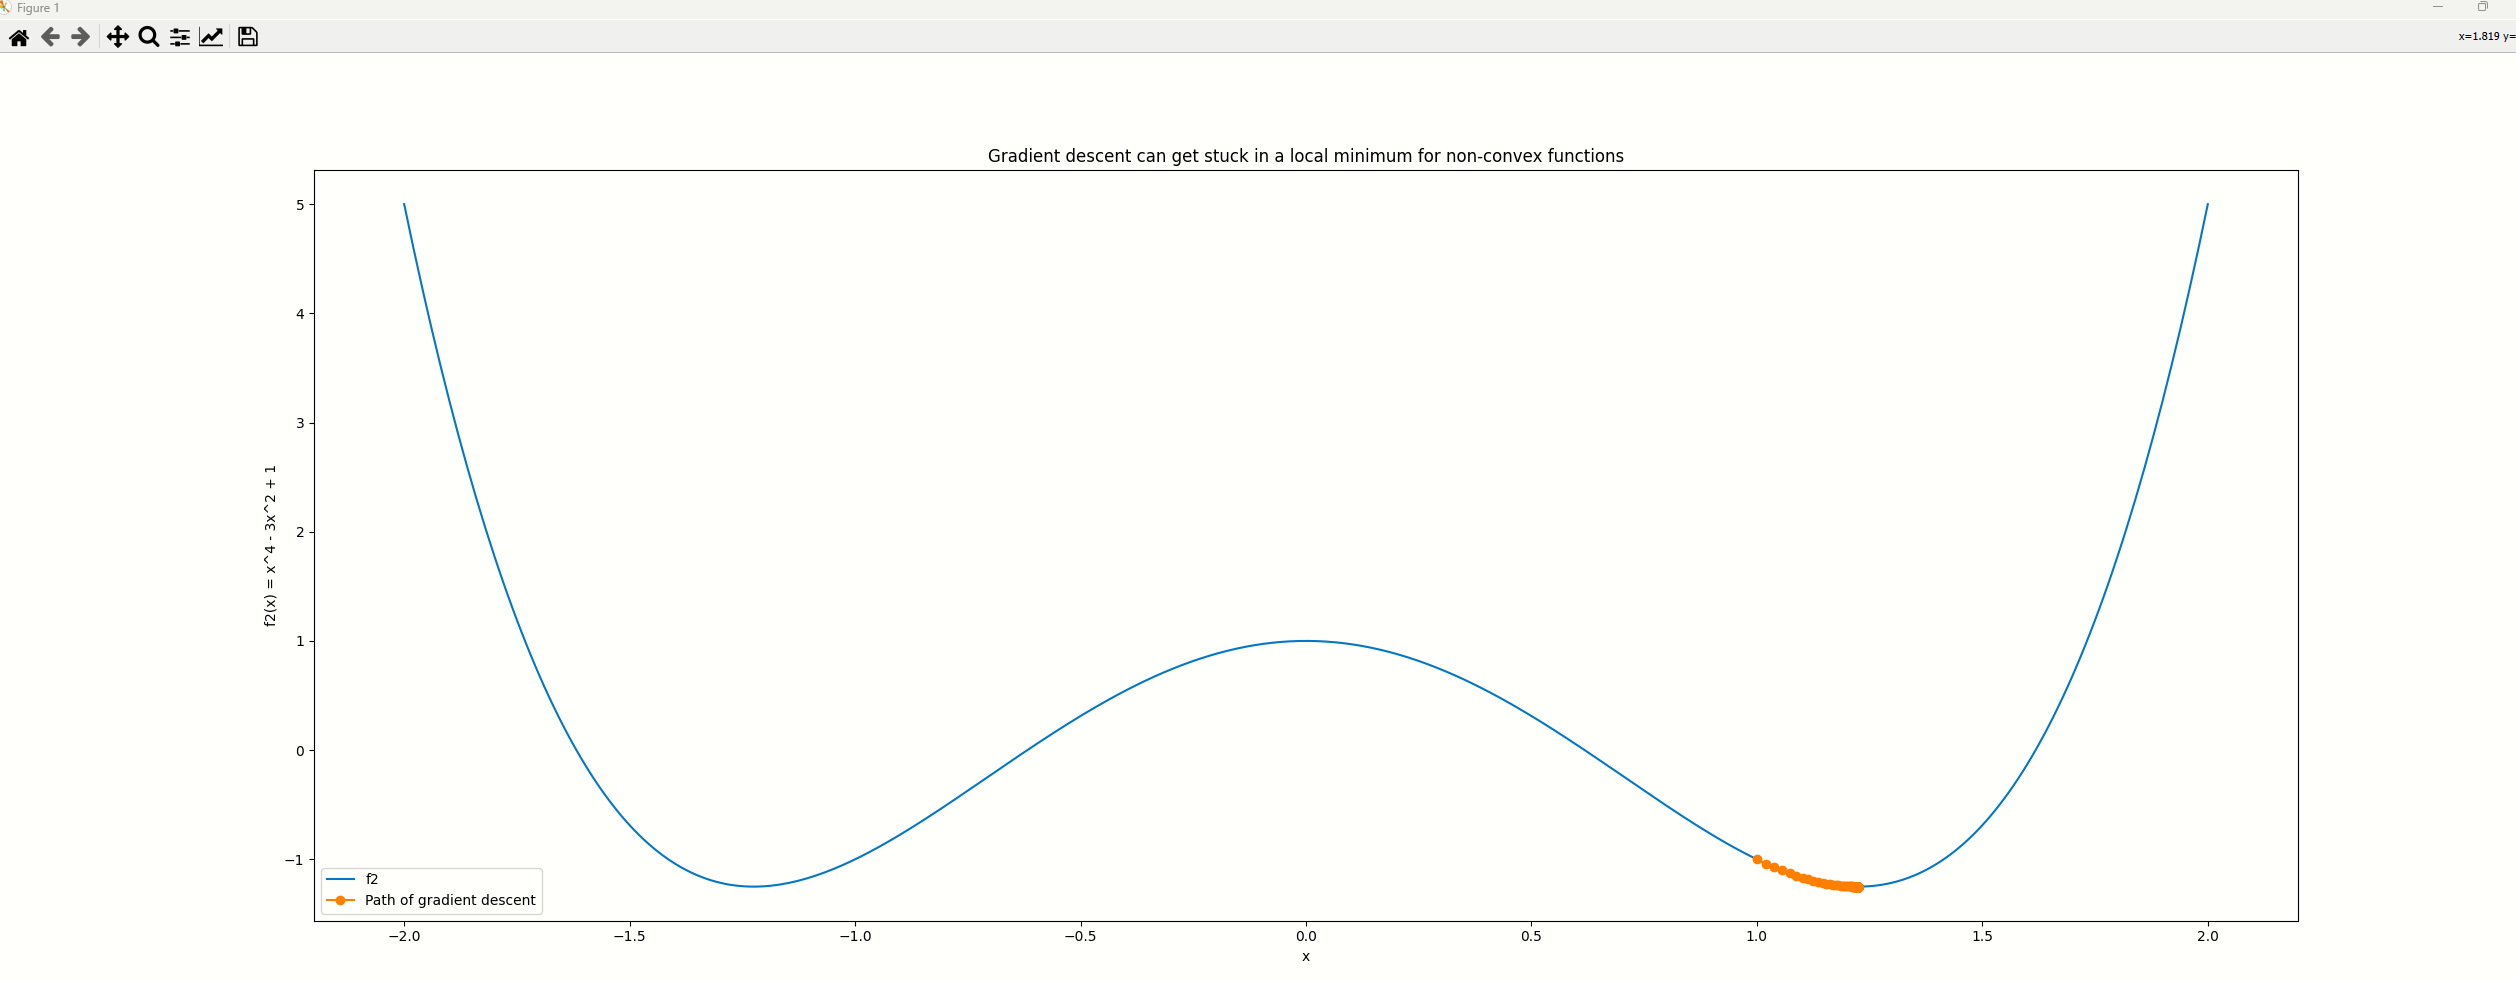 Figure 1
x=1.819 y=
Gradient descent can get stuck in a local minimum for non-convex functions
f2(x) = x^4 - 3x^2 + 1
5
4
3
2
1
0
−1
f2
Path of gradient descent
−2.0 −1.5 −1.0 −0.5 0.0 0.5 1.0 1.5 2.0
x